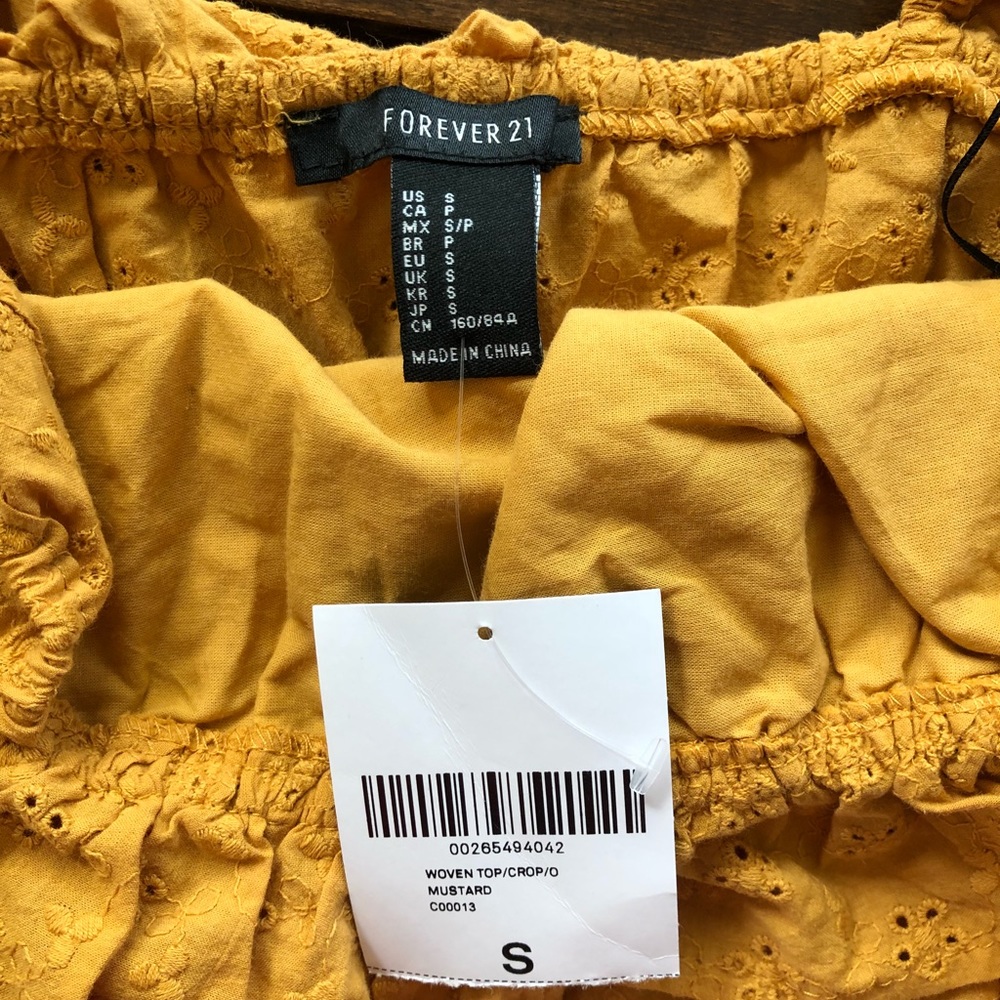 FOREVER 21
US S
CA P
MX S/P
BR P
EU S
UK S
KR S
JP S
CN 160/84A
MADE IN CHINA
00265494042
WOVEN TOP/CROP/O
MUSTARD
C00013
S